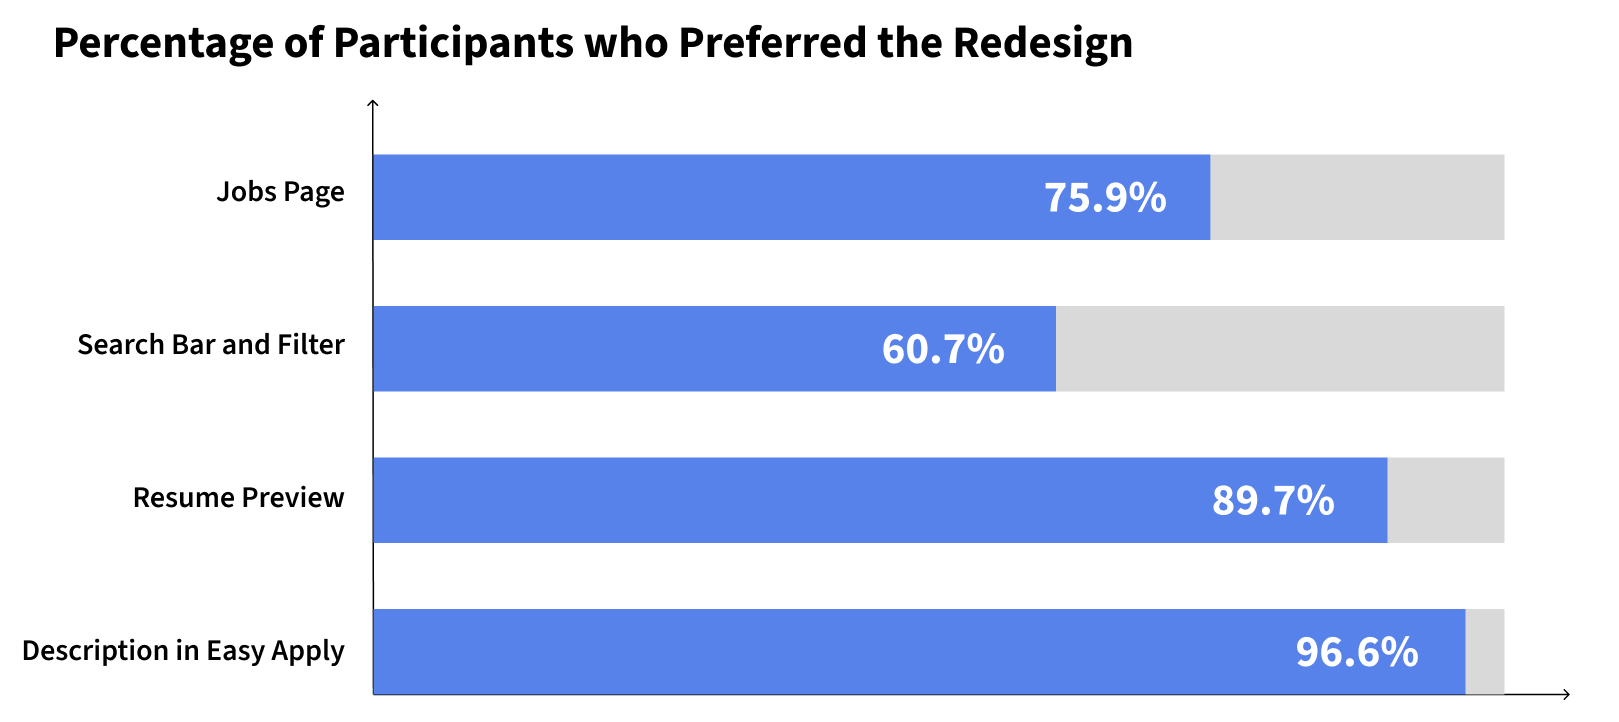 Percentage of Participants who Preferred the Redesign
Jobs Page
75.9%
Search Bar and Filter
60.7%
Resume Preview
89.7%
Description in Easy Apply
96.6%